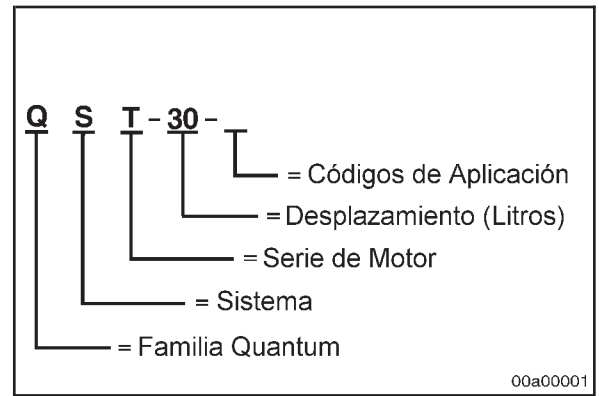 Q S T - 30 -
= Códigos de Aplicación
= Desplazamiento (Litros)
= Serie de Motor
= Sistema
= Familia Quantum
00a00001